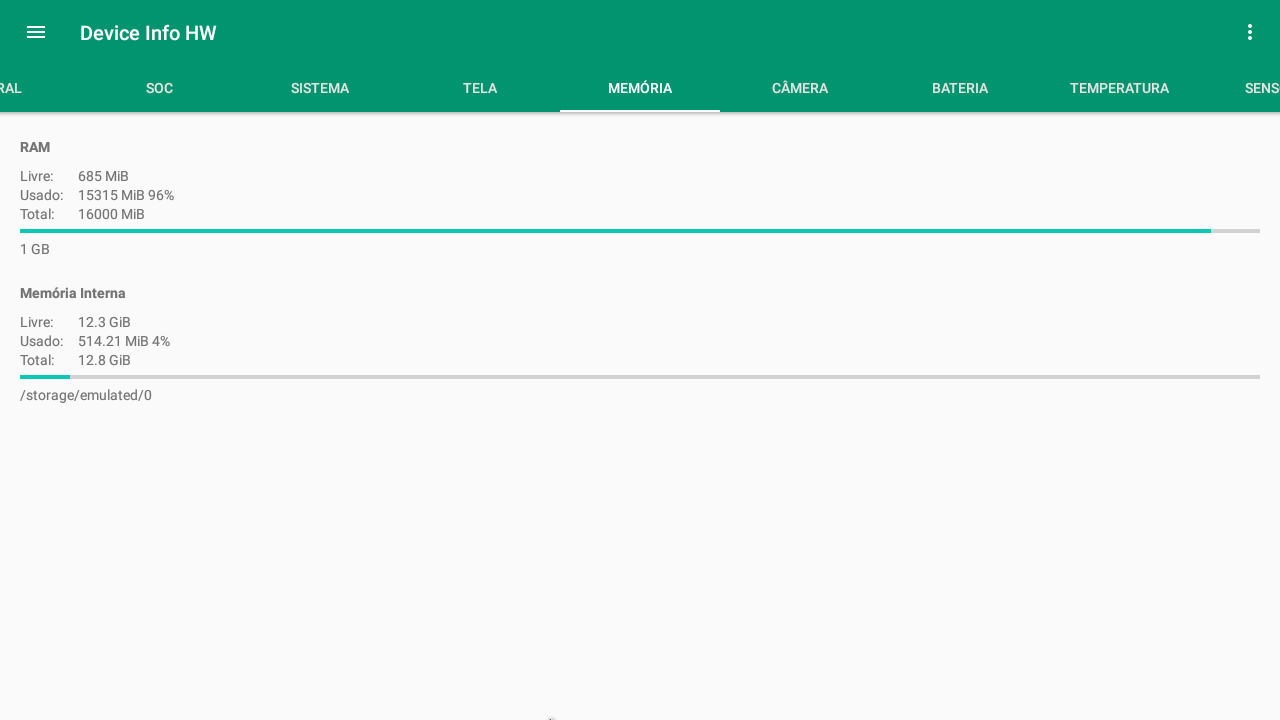 Device Info HW
RAL SOC SISTEMA TELA MEMÓRIA CÂMERA BATERIA TEMPERATURA SENS
RAM
Livre: 685 MiB
Usado: 15315 MiB 96%
Total: 16000 MiB
1 GB
Memória Interna
Livre: 12.3 GiB
Usado: 514.21 MiB 4%
Total: 12.8 GiB
/storage/emulated/0